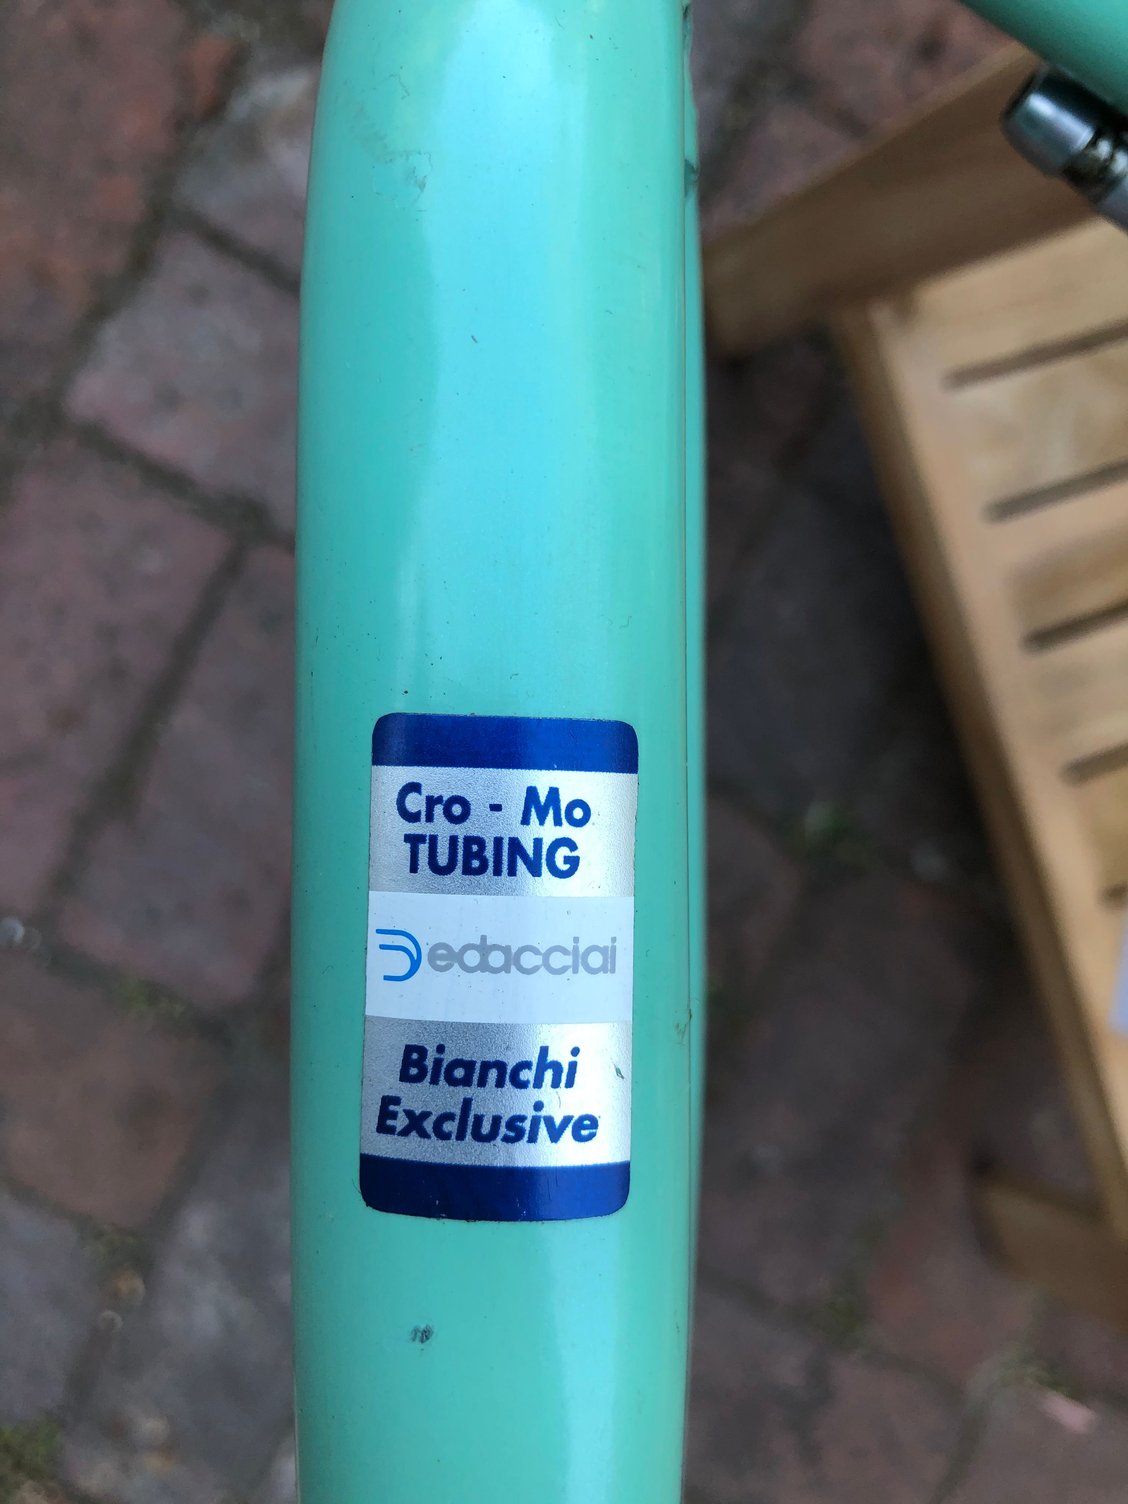 Cro - Mo
TUBING
Dedacciai
Bianchi
Exclusive